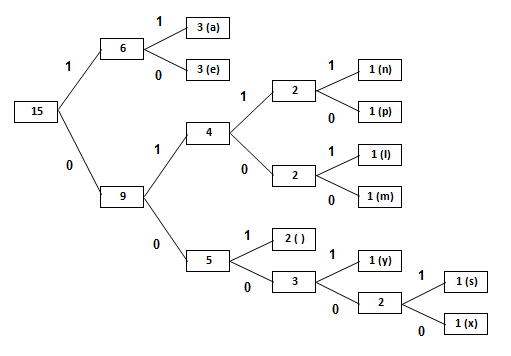 1 3 (a)
6
1 0 3 (e) 1 1 (n)
1 2
15 0 1 (p)
1 4
0 1 1 (l)
0 2
9 0 1 (m)
0 1 2 ( )
5 1 1 (y)
0 3
0 2 1 1 (s)
0 1 (x)